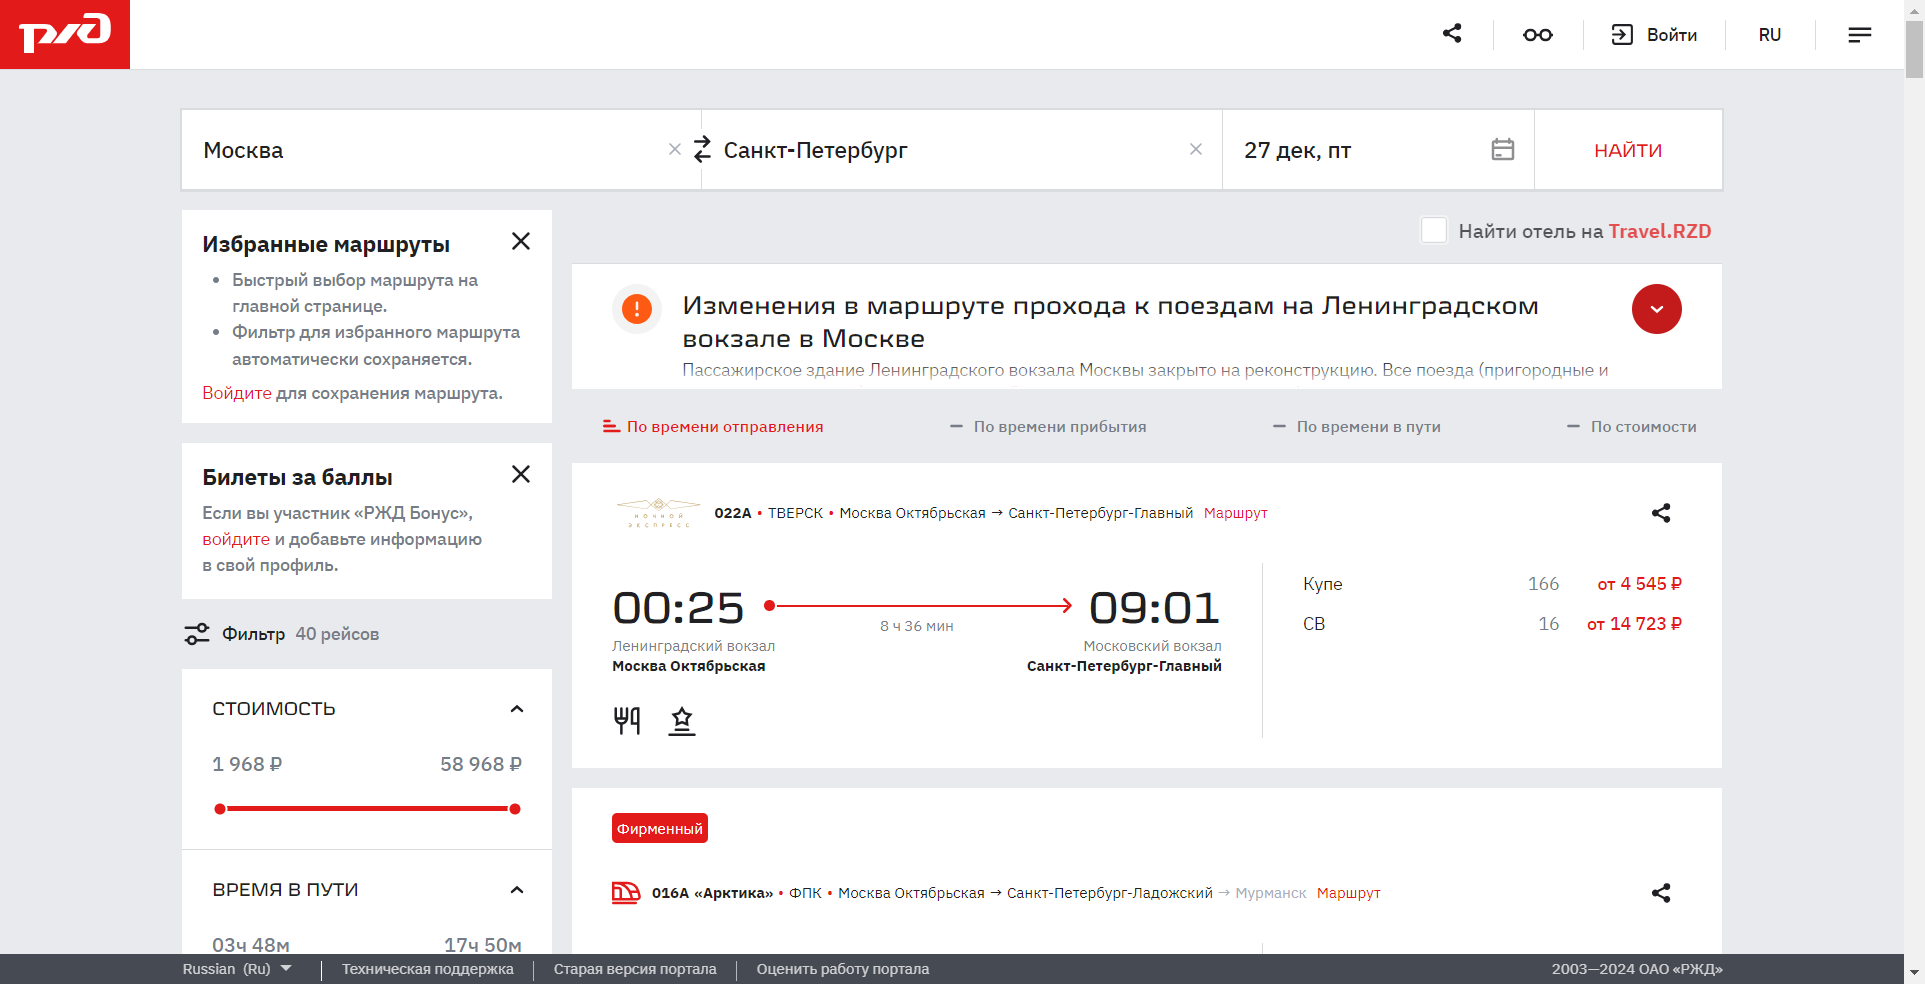 РЖД
Войти
RU
Москва
Санкт-Петербург
27 дек, пт
НАЙТИ
Избранные маршруты
Быстрый выбор маршрута на
главной странице.
Фильтр для избранного маршрута
автоматически сохраняется.
Войдите для сохранения маршрута.
Билеты за баллы
Если вы участник «РЖД Бонус»,
войдите и добавьте информацию
в свой профиль.
Фильтр 40 рейсов
СТОИМОСТЬ
1 968 ₽ 58 968 ₽
ВРЕМЯ В ПУТИ
03ч 48м 17ч 50м
Найти отель на Travel.RZD
Изменения в маршруте прохода к поездам на Ленинградском
вокзале в Москве
Пассажирское здание Ленинградского вокзала Москвы закрыто на реконструкцию. Все поезда (пригородные и
По времени отправления
По времени прибытия
По времени в пути
По стоимости
НОЧНОЙ
ЭКСПРЕСС
022А • ТВЕРСК • Москва Октябрьская → Санкт-Петербург-Главный Маршрут
00:25
8 ч 36 мин
09:01
Ленинградский вокзал
Москва Октябрьская
Московский вокзал
Санкт-Петербург-Главный
Купе 166 от 4 545 ₽
СВ 16 от 14 723 ₽
Фирменный
016А «Арктика» • ФПК • Москва Октябрьская → Санкт-Петербург-Ладожский → Мурманск Маршрут
Russian (Ru)
Техническая поддержка
Старая версия портала
Оценить работу портала
2003—2024 ОАО «РЖД»